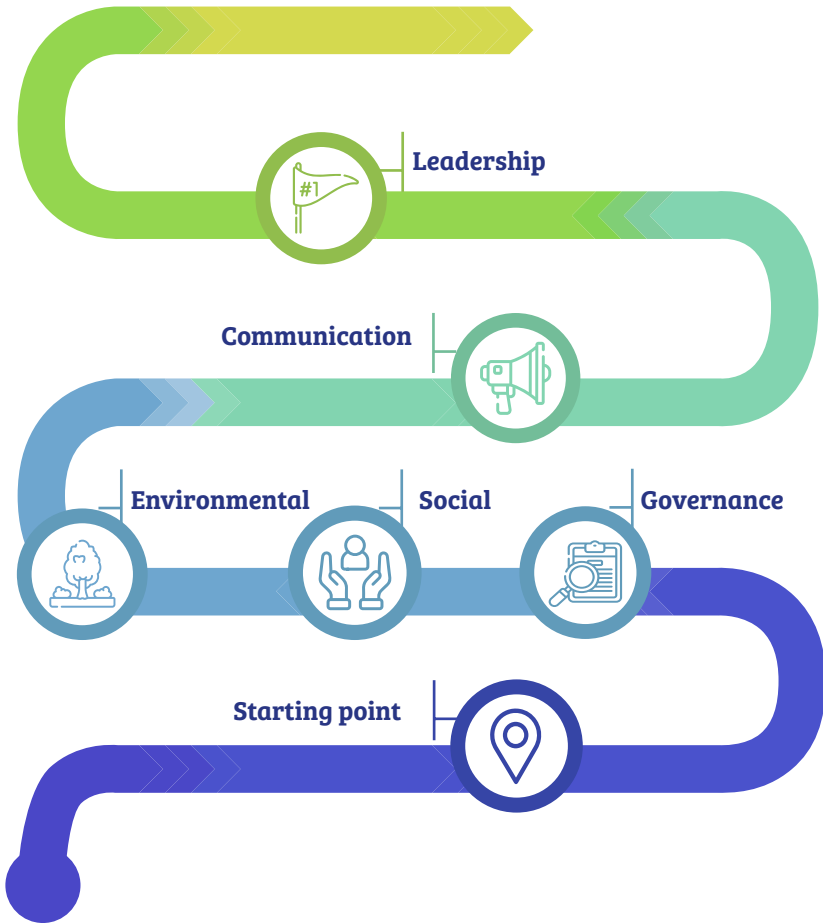 #1
Leadership
Communication
Environmental
Social
Governance
Starting point